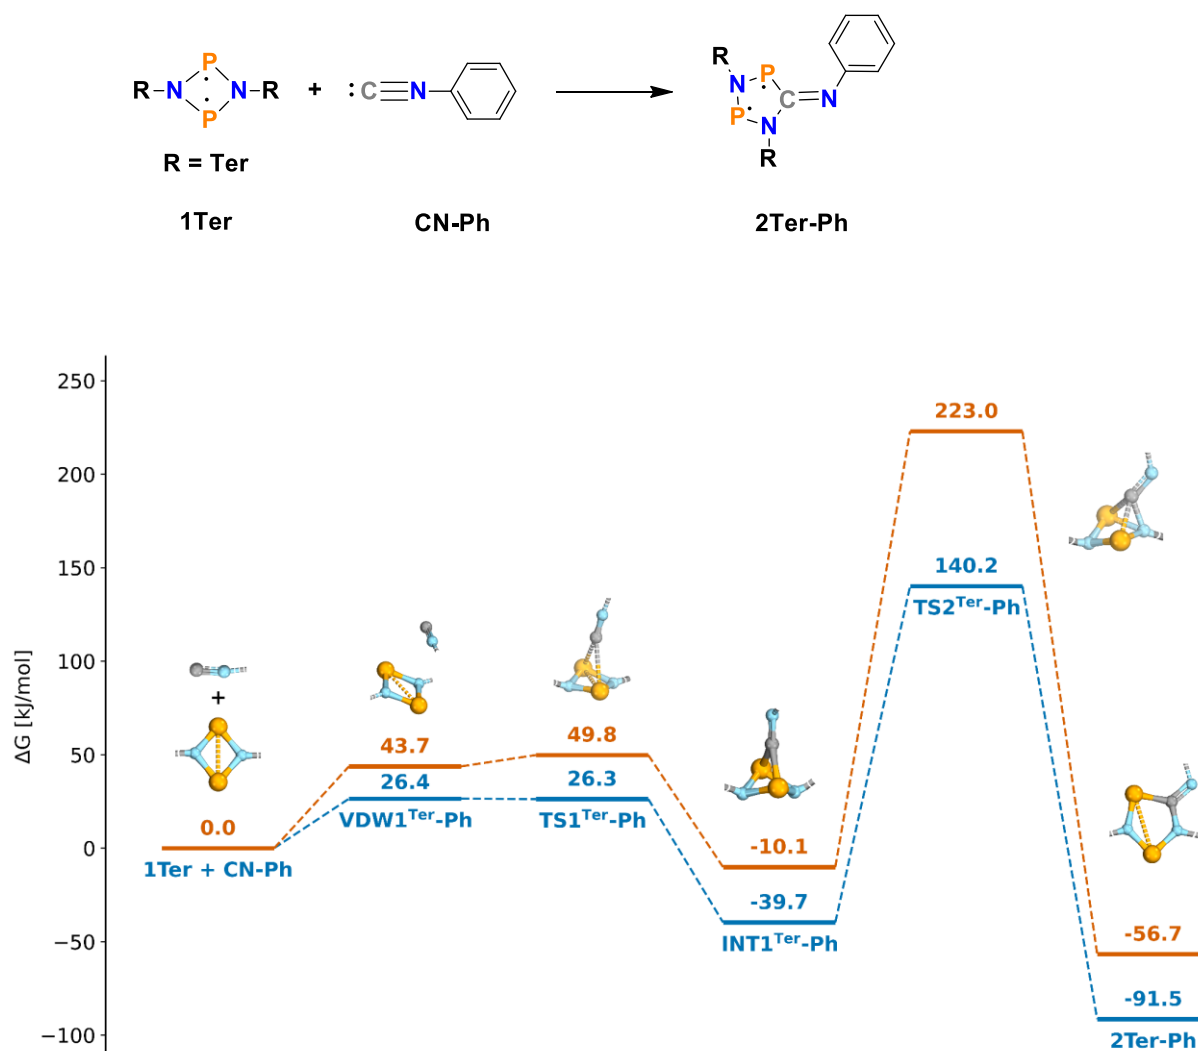 P
R N N R + :C≡N
P
R = Ter
1Ter
CN-Ph
R
N P
C=N
P
N
R
2Ter-Ph
ΔG [kJ/mol]
250
200
150
100
50
0
−50
−100
+
0.0
1Ter + CN-Ph
43.7
26.4
VDW1Ter-Ph
49.8
26.3
TS1Ter-Ph
-10.1
-39.7
INT1Ter-Ph
223.0
140.2
TS2Ter-Ph
-56.7
-91.5
2Ter-Ph